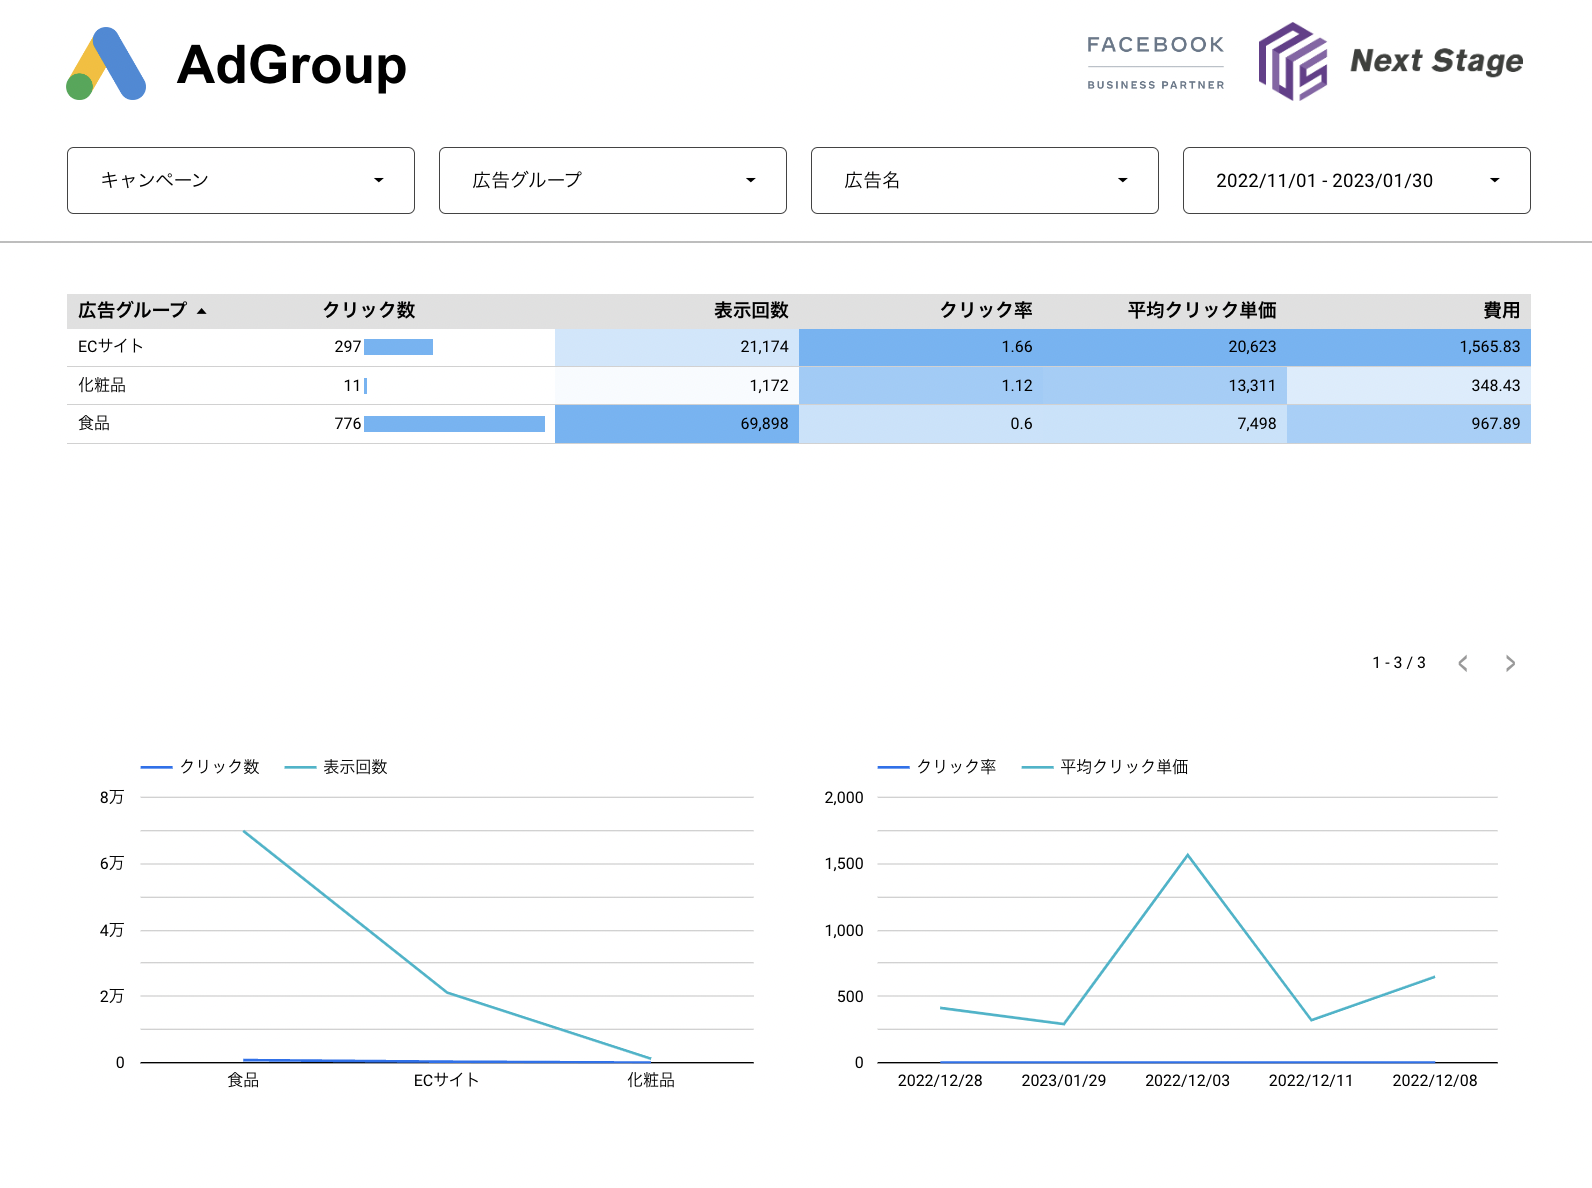 AdGroup
FACEBOOK
BUSINESS PARTNER
Next Stage
キャンペーン
広告グループ
広告名
2022/11/01 - 2023/01/30
広告グループ クリック数 表示回数 クリック率 平均クリック単価 費用
ECサイト 297 21,174 1.66 20,623 1,565.83
化粧品 11 1,172 1.12 13,311 348.43
食品 776 69,898 0.6 7,498 967.89
1 - 3 / 3
クリック数 表示回数
8万
6万
4万
2万
0
食品 ECサイト 化粧品
クリック率 平均クリック単価
2,000
1,500
1,000
500
0
2022/12/28 2023/01/29 2022/12/03 2022/12/11 2022/12/08